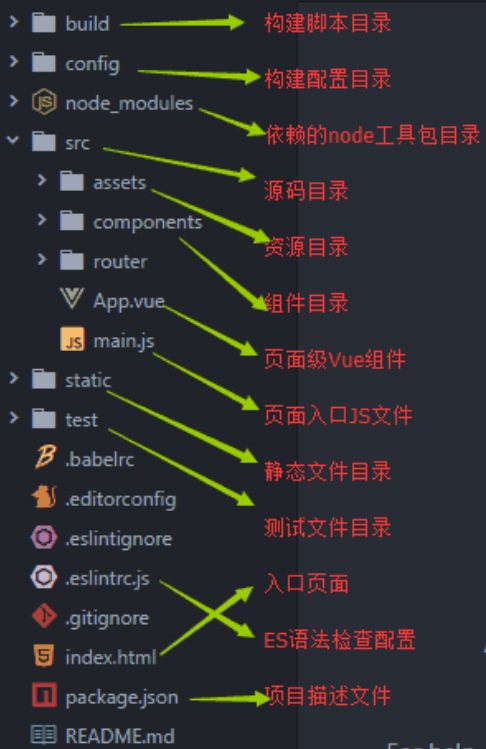 build 构建脚本目录
config 构建配置目录
node_modules 依赖的node工具包目录
src 源码目录
assets 资源目录
components 组件目录
router
App.vue 页面级Vue组件
main.js 页面入口JS文件
static 静态文件目录
test 测试文件目录
.babelrc
.editorconfig
.eslintignore 入口页面
.eslintrc.js ES语法检查配置
.gitignore
index.html
package.json 项目描述文件
README.md
For help